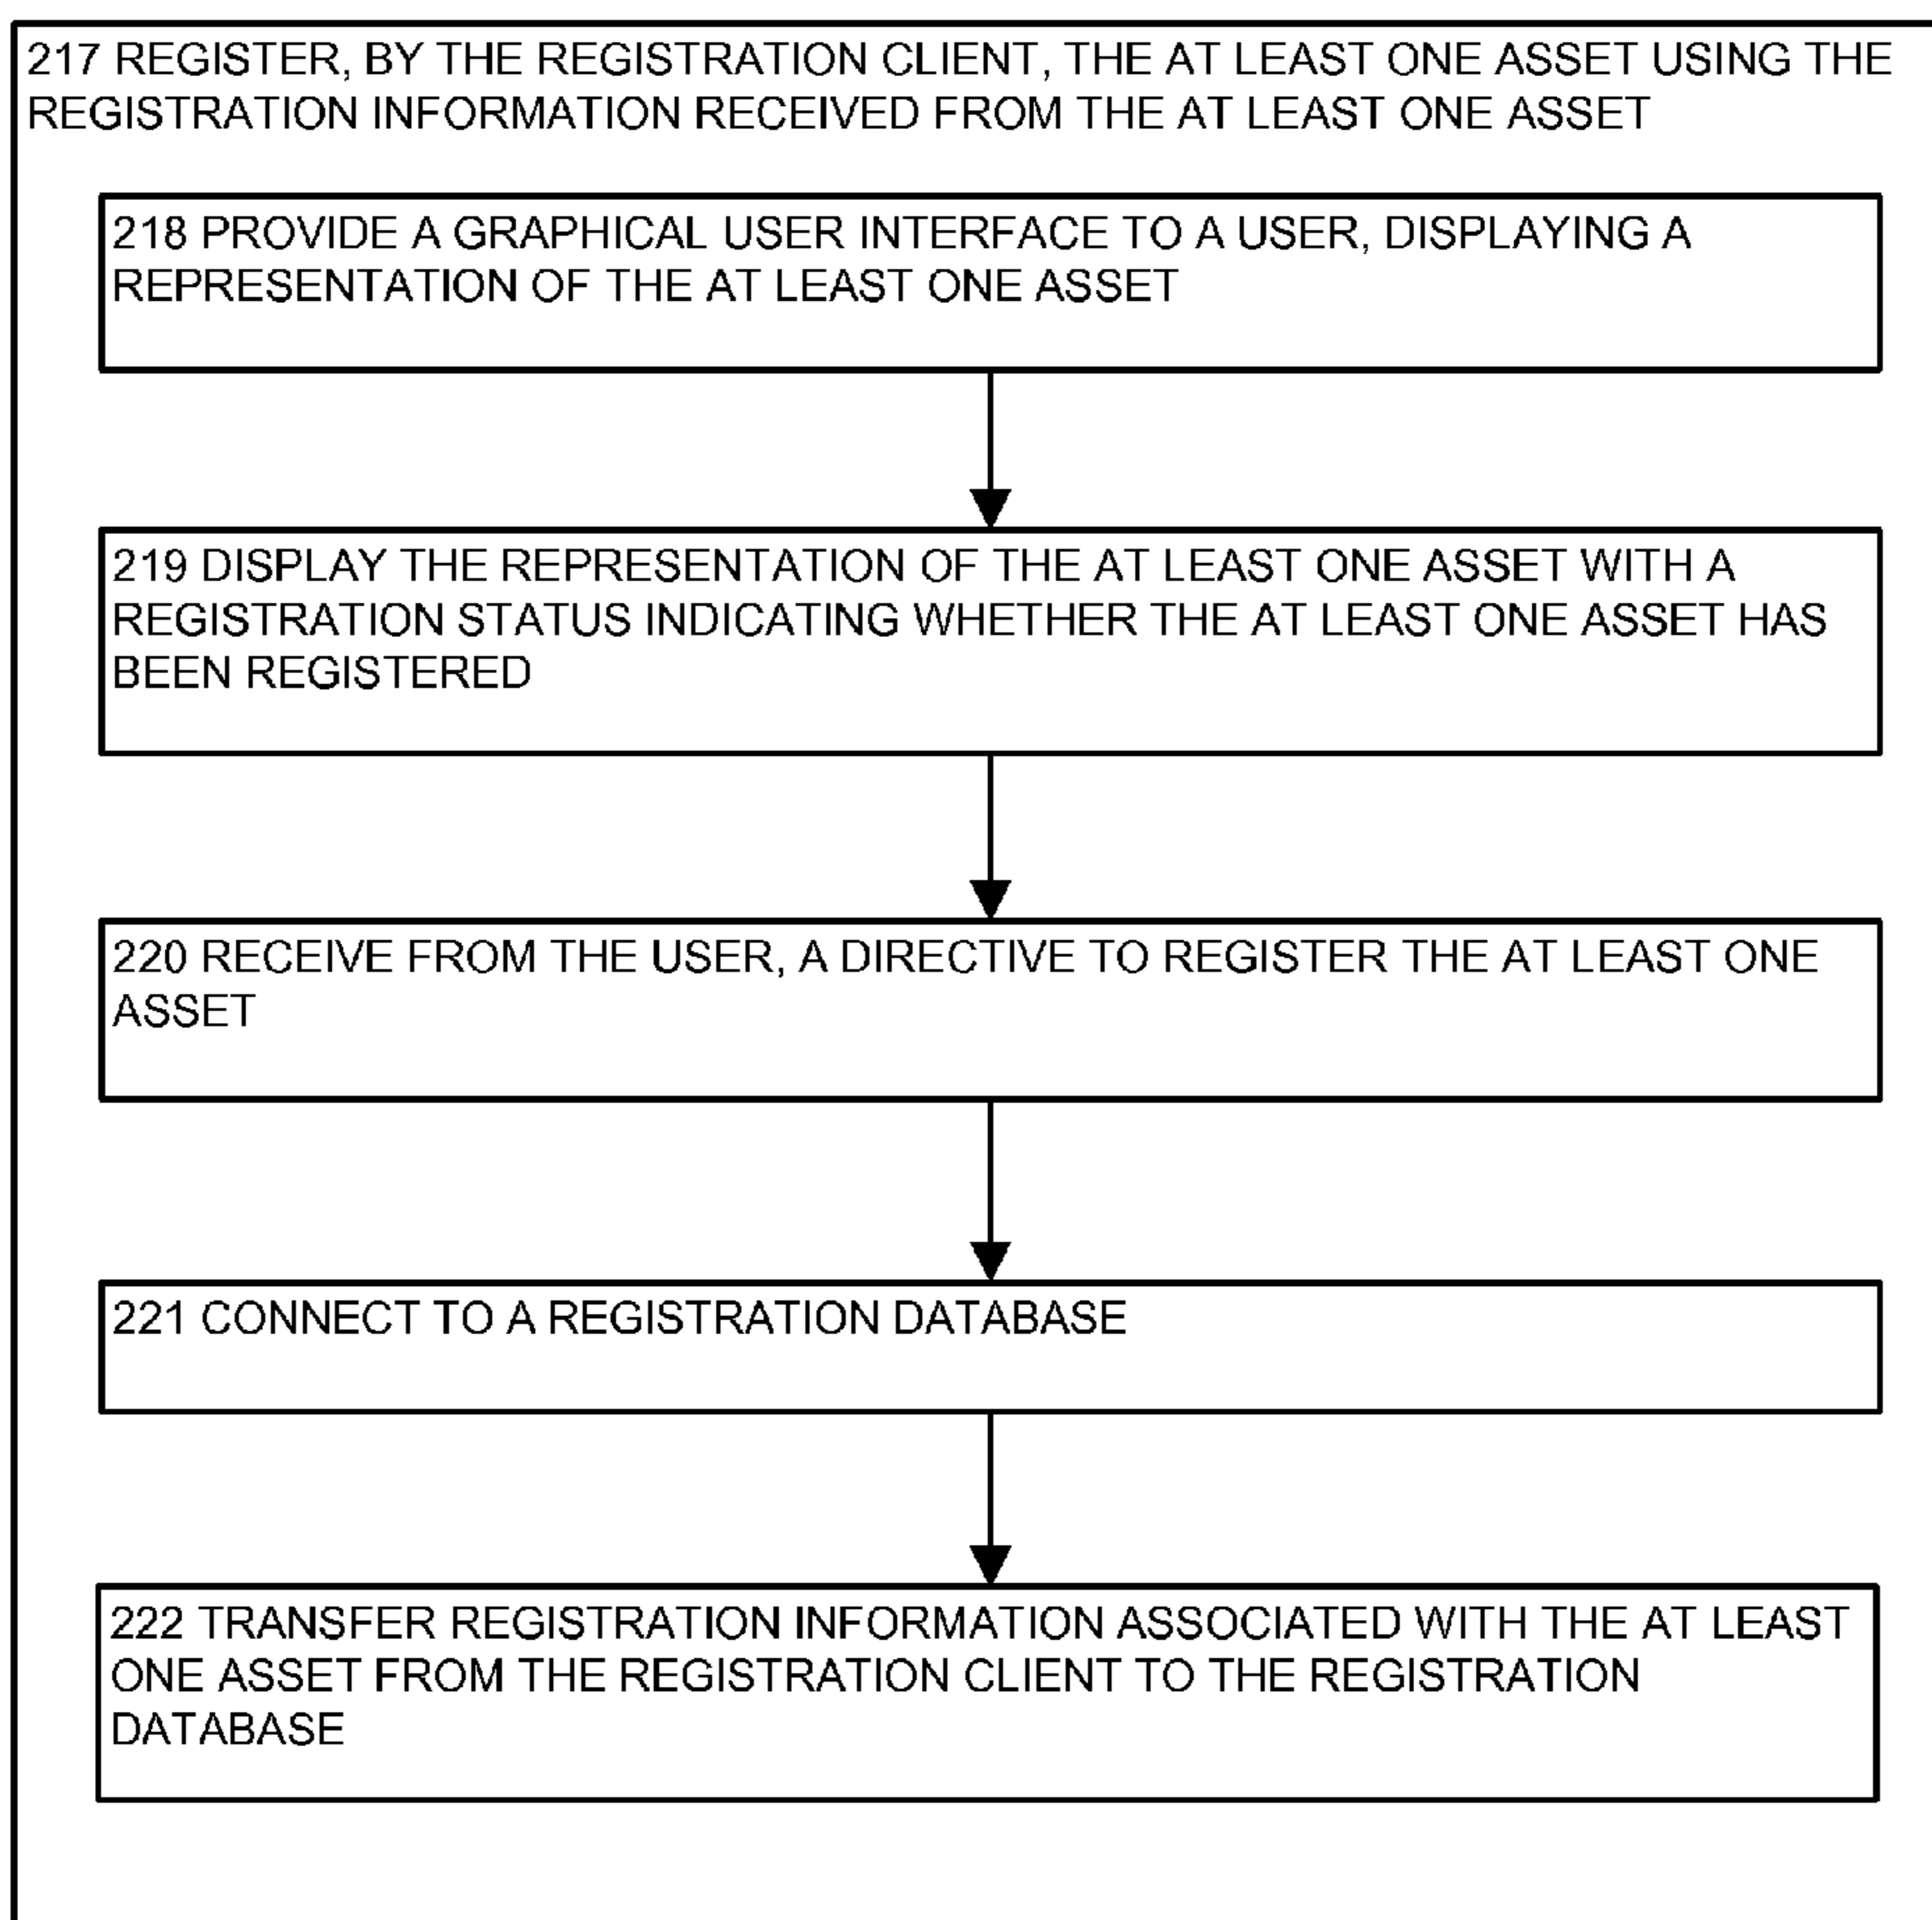 217 REGISTER, BY THE REGISTRATION CLIENT, THE AT LEAST ONE ASSET USING THE
REGISTRATION INFORMATION RECEIVED FROM THE AT LEAST ONE ASSET
218 PROVIDE A GRAPHICAL USER INTERFACE TO A USER, DISPLAYING A
REPRESENTATION OF THE AT LEAST ONE ASSET
219 DISPLAY THE REPRESENTATION OF THE AT LEAST ONE ASSET WITH A
REGISTRATION STATUS INDICATING WHETHER THE AT LEAST ONE ASSET HAS
BEEN REGISTERED
220 RECEIVE FROM THE USER, A DIRECTIVE TO REGISTER THE AT LEAST ONE
ASSET
221 CONNECT TO A REGISTRATION DATABASE
222 TRANSFER REGISTRATION INFORMATION ASSOCIATED WITH THE AT LEAST
ONE ASSET FROM THE REGISTRATION CLIENT TO THE REGISTRATION
DATABASE